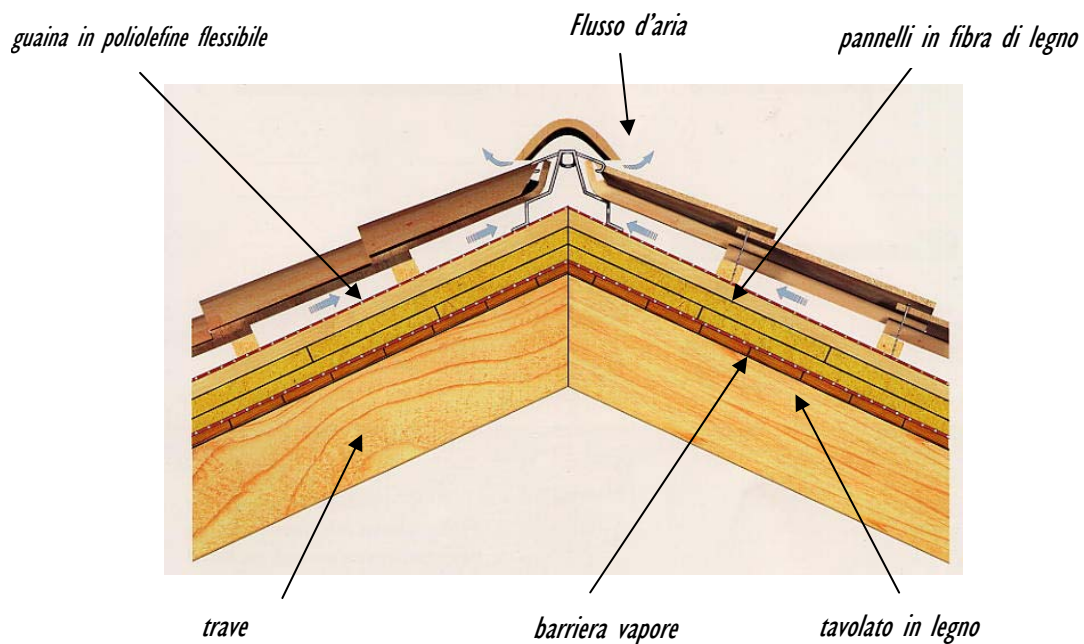 Flusso d'aria
guaina in poliolefine flessibile
pannelli in fibra di legno
trave
barriera vapore
tavolato in legno